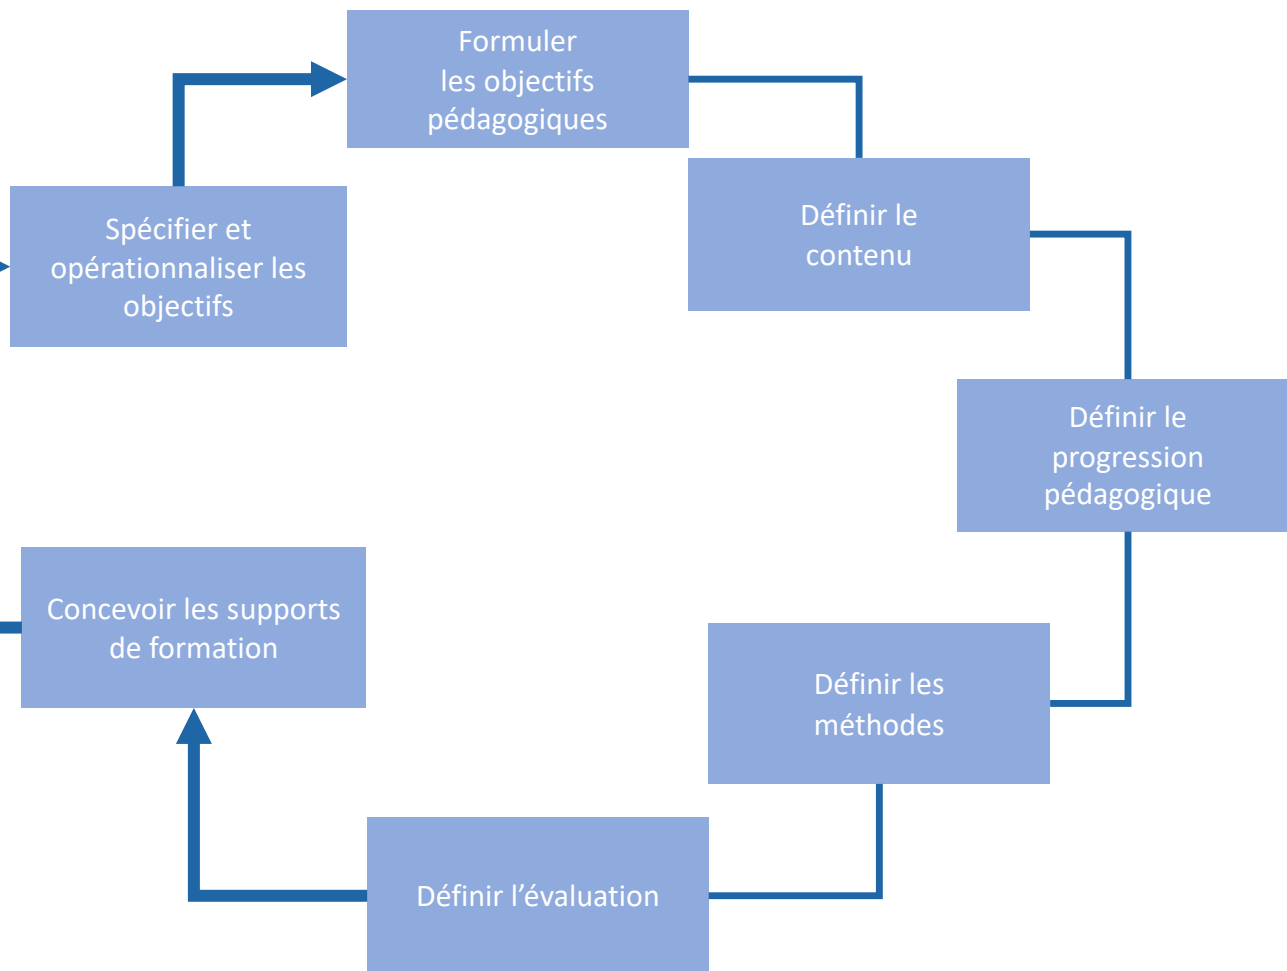 Formuler
les objectifs
pédagogiques
Spécifier et
opérationnaliser les
objectifs
Définir le
contenu
Définir le
progression
pédagogique
Concevoir les supports
de formation
Définir les
méthodes
Définir l’évaluation